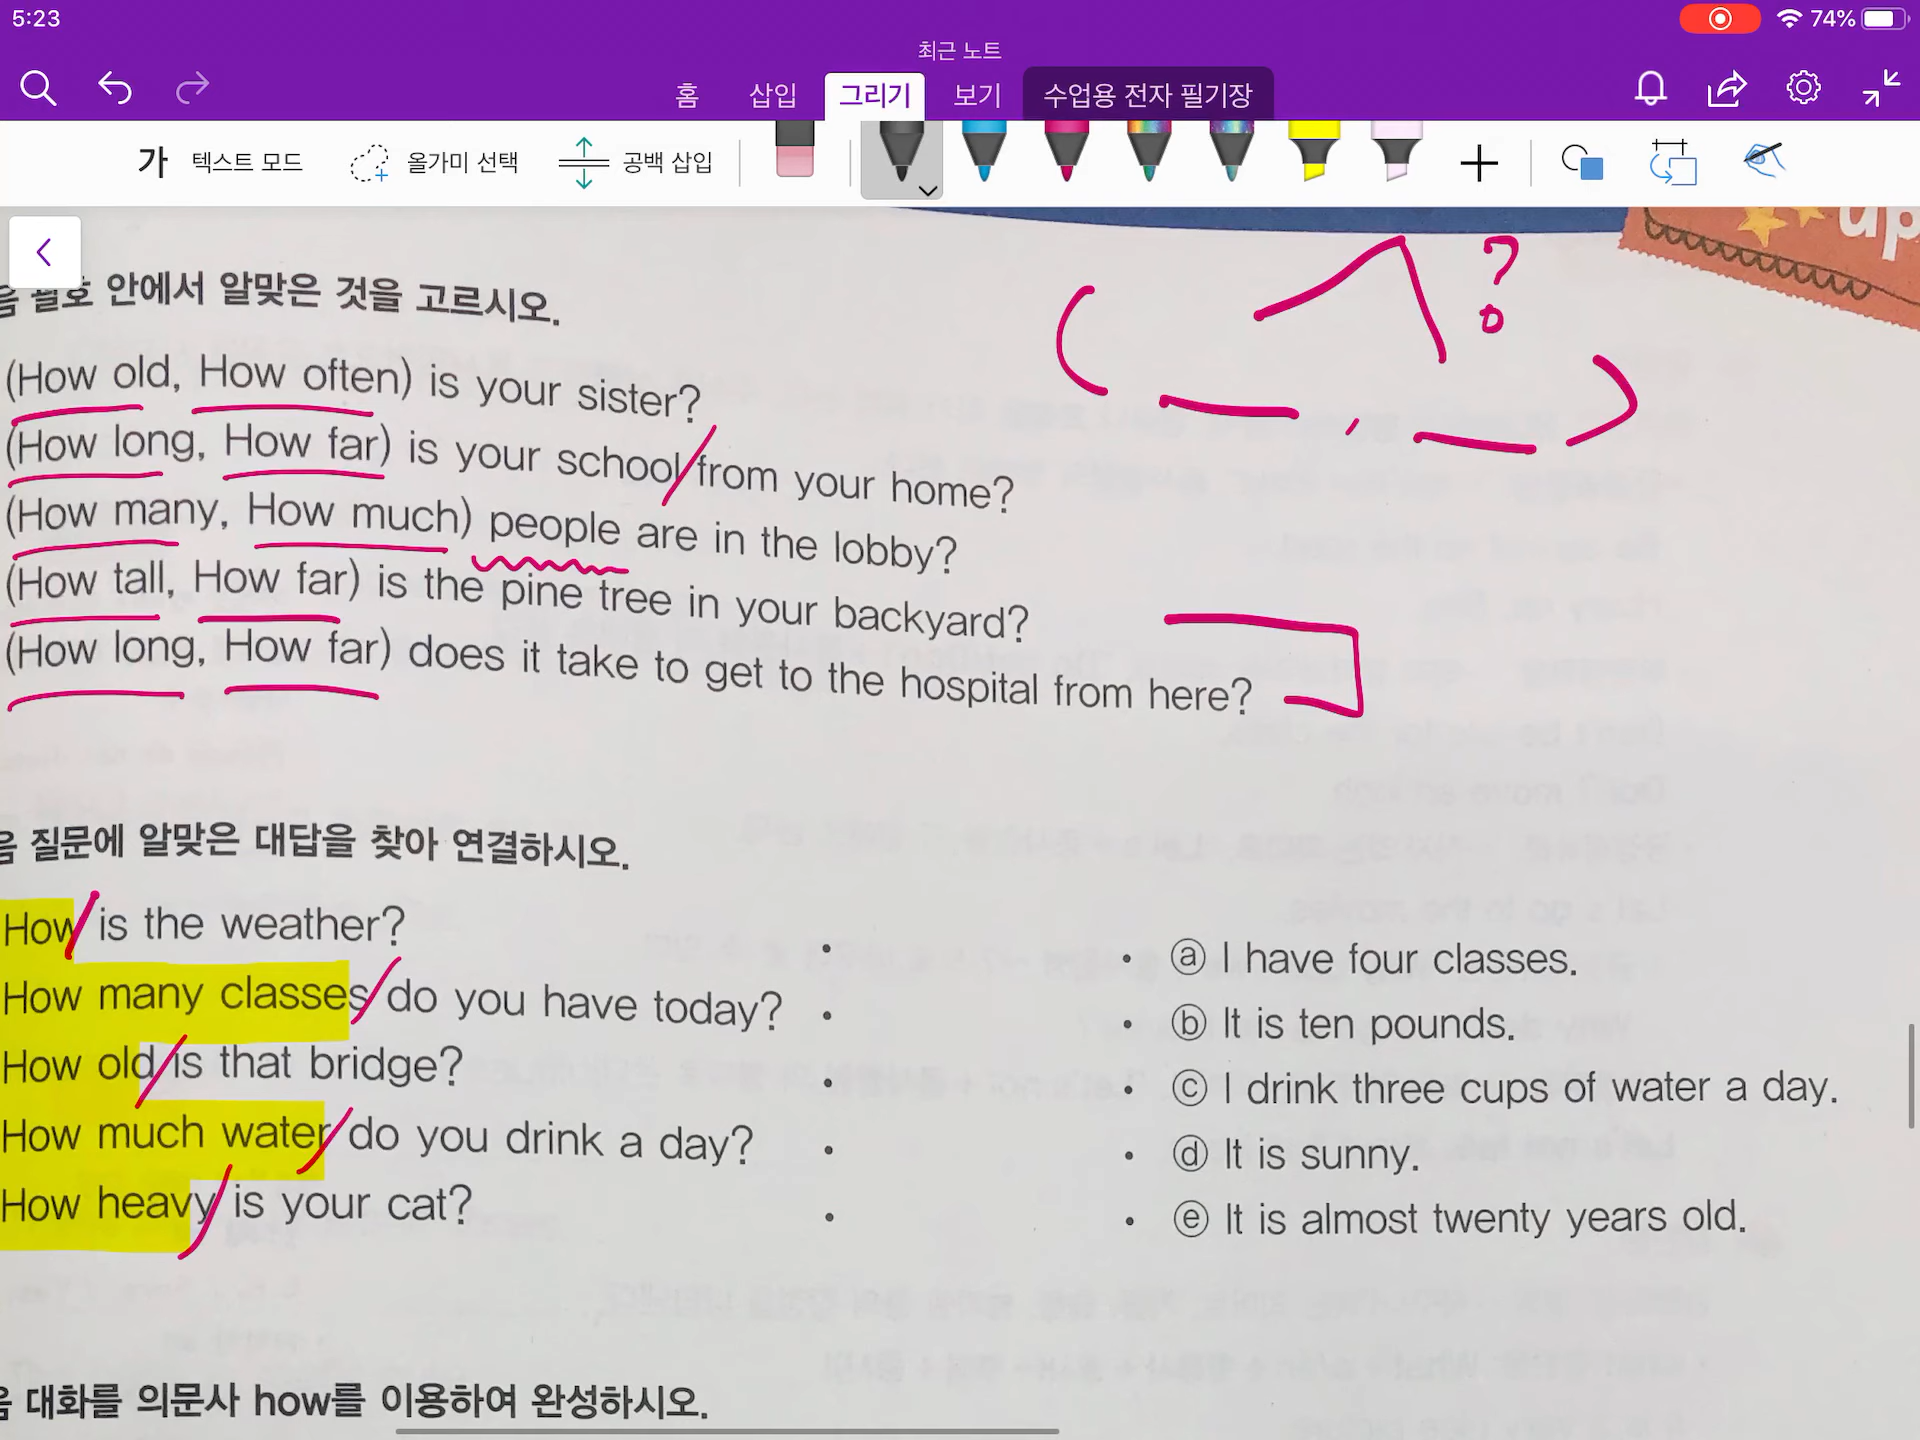 5:23
74%
최근 노트
홈 삽입 그리기 보기 수업용 전자 필기장
가 텍스트 모드 올가미 선택 공백 삽입
up
음 괄호 안에서 알맞은 것을 고르시오.
(How old, How often) is your sister?
(How long, How far) is your school from your home?
(How many, How much) people are in the lobby?
(How tall, How far) is the pine tree in your backyard?
(How long, How far) does it take to get to the hospital from here?
( , ) ?
음 질문에 알맞은 대답을 찾아 연결하시오.
How is the weather?
How many classes do you have today?
How old is that bridge?
How much water do you drink a day?
How heavy is your cat?
• ⓐ I have four classes.
• ⓑ It is ten pounds.
• ⓒ I drink three cups of water a day.
• ⓓ It is sunny.
• ⓔ It is almost twenty years old.
음 대화를 의문사 how를 이용하여 완성하시오.